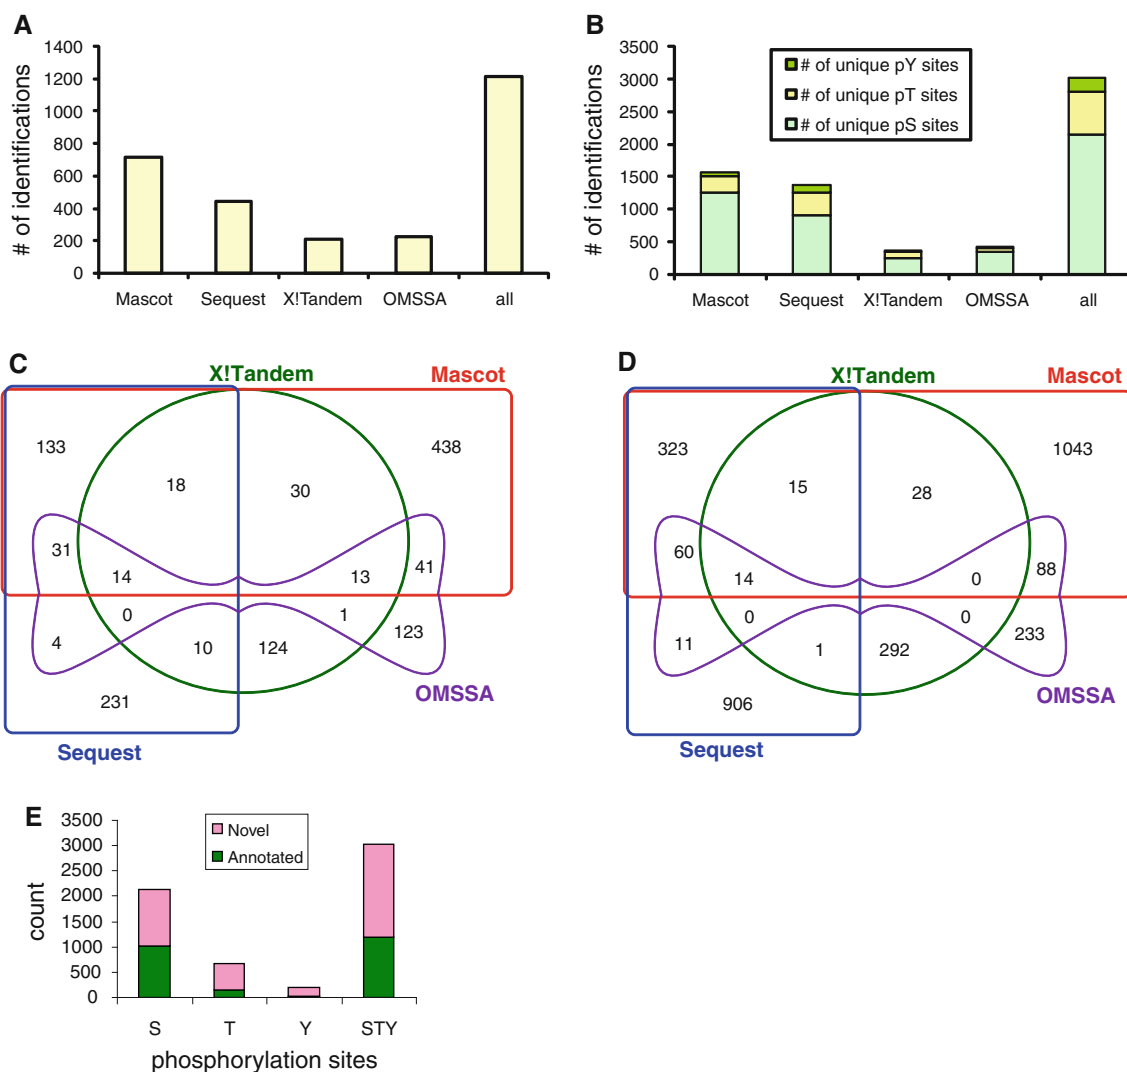 A
# of identifications
1400
1200
1000
800
600
400
200
0
Mascot Sequest X!Tandem OMSSA all
B
# of identifications
3500
3000
2500
2000
1500
1000
500
0
# of unique pY sites
# of unique pT sites
# of unique pS sites
Mascot Sequest X!Tandem OMSSA all
C
X!Tandem Mascot
133 438
18 30
31 14 13 41
0 1
4 10 124 123
231
OMSSA
Sequest
D
X!Tandem Mascot
323 1043
15 28
60 14 0 88
0 0
11 1 292 233
906
OMSSA
Sequest
E
count
3500
3000
2500
2000
1500
1000
500
0
Novel
Annotated
S T Y STY
phosphorylation sites